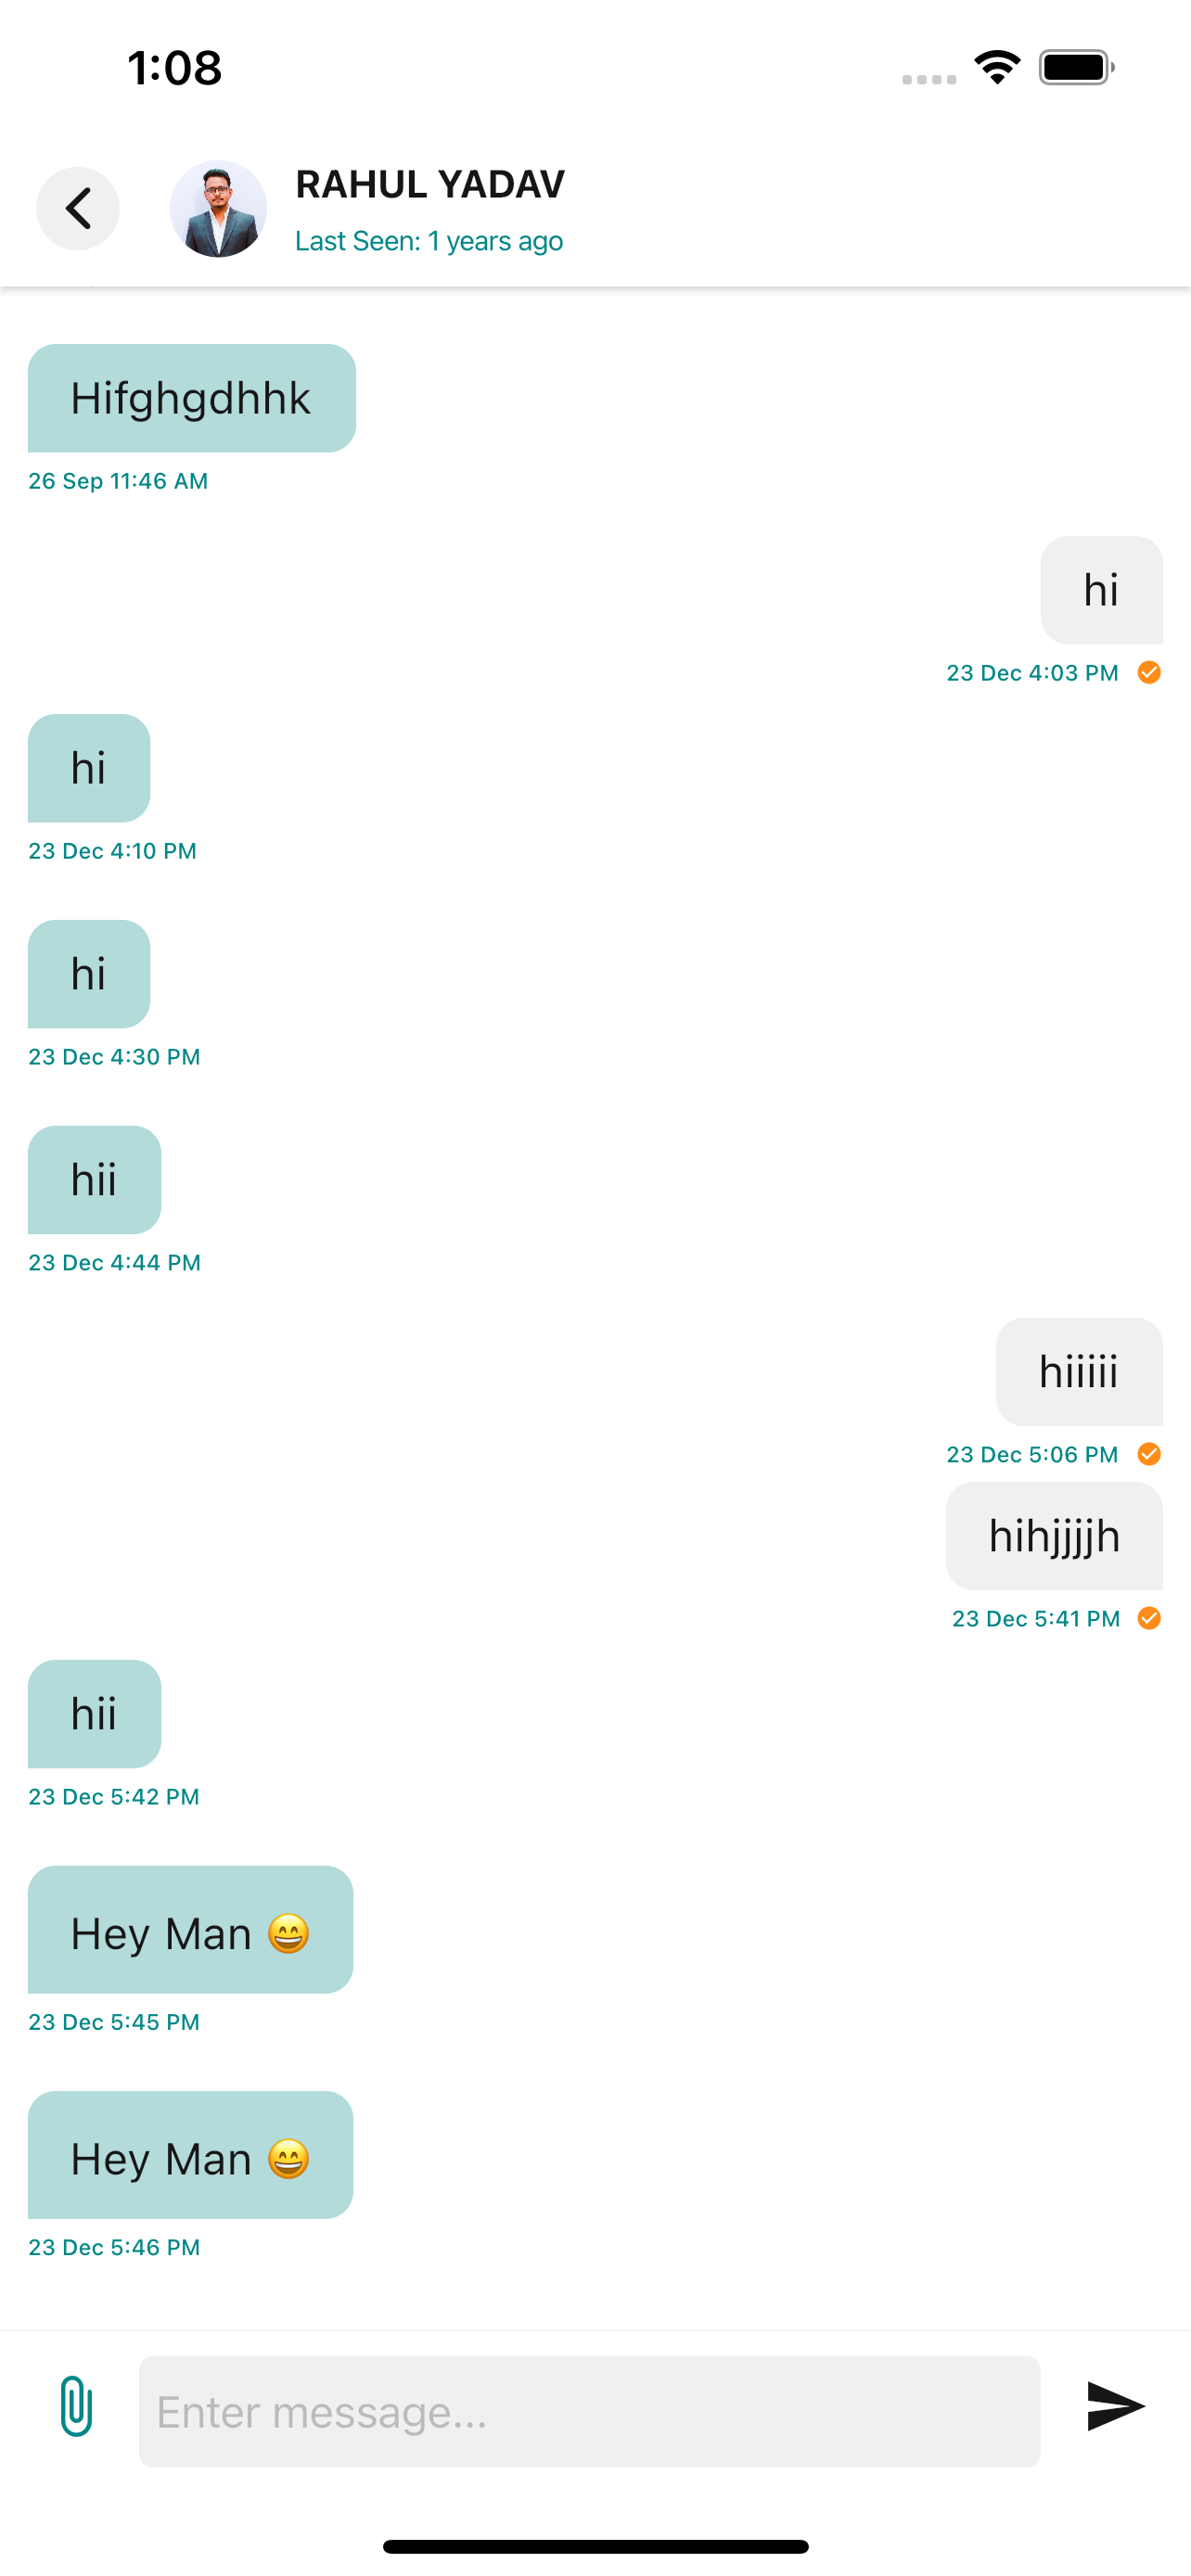 1:08
RAHUL YADAV
Last Seen: 1 years ago
Hifghgdhhk
26 Sep 11:46 AM
hi
23 Dec 4:03 PM
hi
23 Dec 4:10 PM
hi
23 Dec 4:30 PM
hii
23 Dec 4:44 PM
hiiiii
23 Dec 5:06 PM
hihjjjjh
23 Dec 5:41 PM
hii
23 Dec 5:42 PM
Hey Man 😄
23 Dec 5:45 PM
Hey Man 😄
23 Dec 5:46 PM
Enter message...